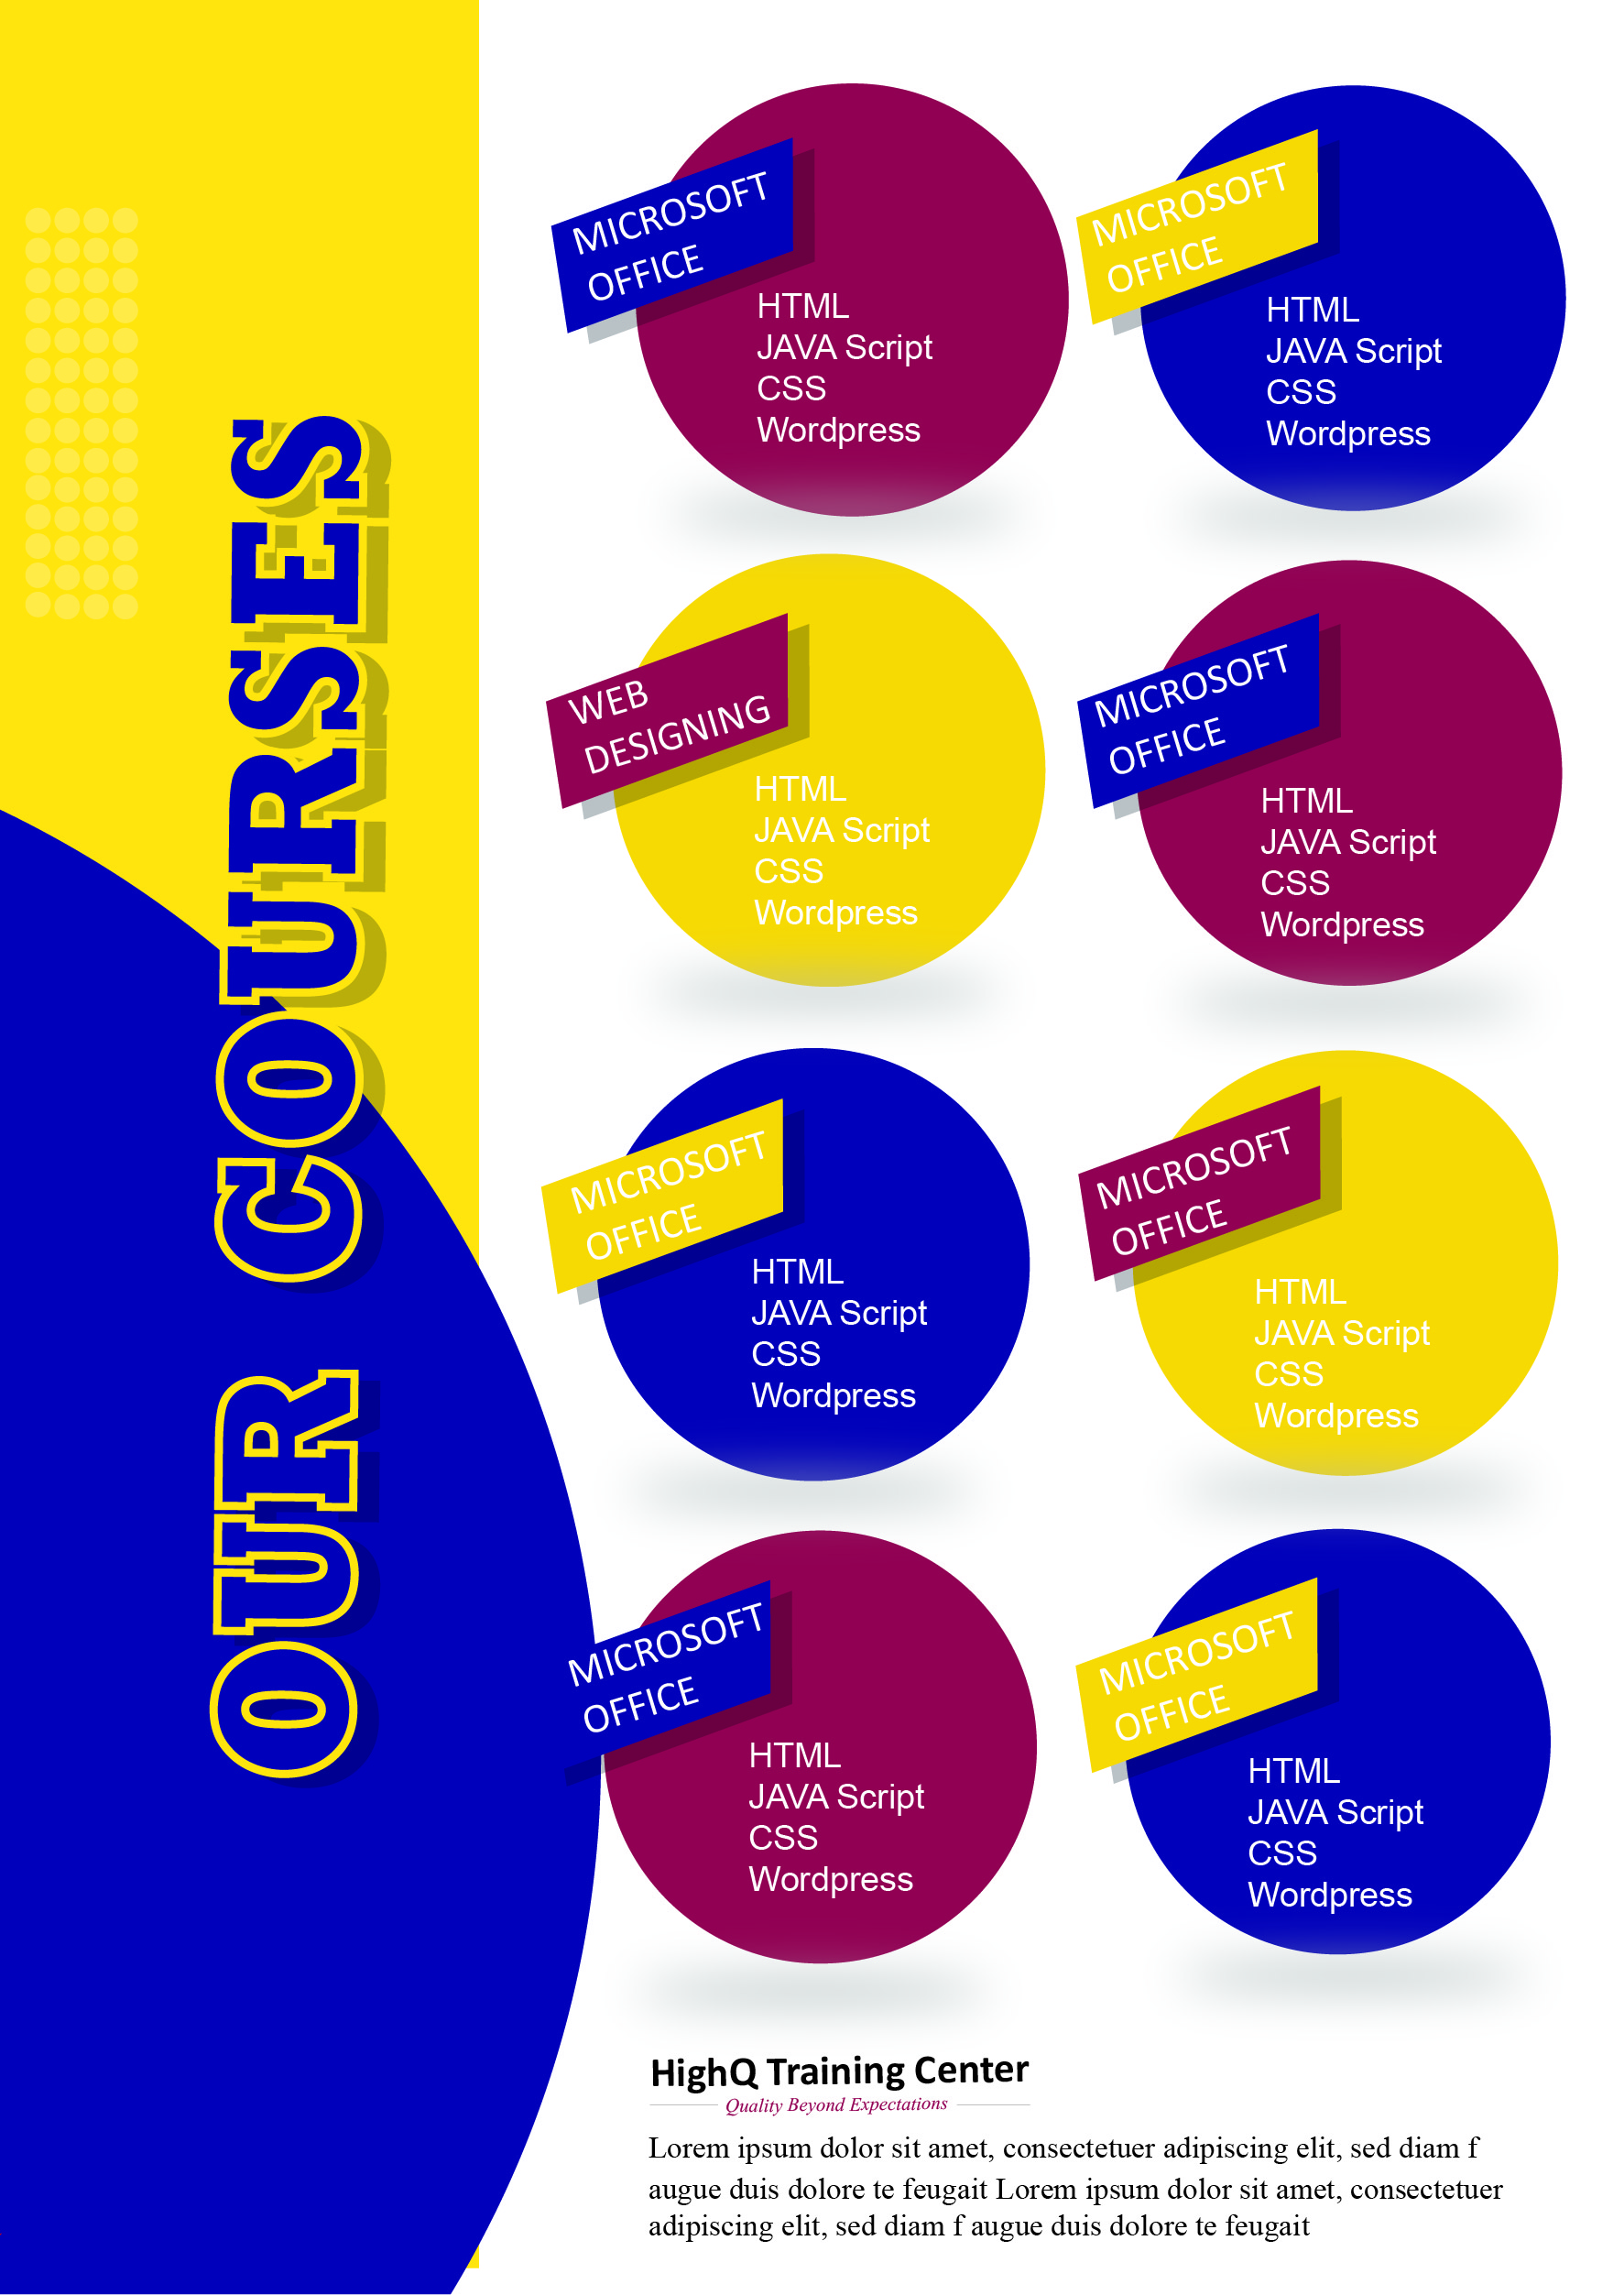 OUR COURSES
MICROSOFT
OFFICE
HTML
JAVA Script
CSS
Wordpress
MICROSOFT
OFFICE
HTML
JAVA Script
CSS
Wordpress
WEB
DESIGNING
HTML
JAVA Script
CSS
Wordpress
MICROSOFT
OFFICE
HTML
JAVA Script
CSS
Wordpress
MICROSOFT
OFFICE
HTML
JAVA Script
CSS
Wordpress
MICROSOFT
OFFICE
HTML
JAVA Script
CSS
Wordpress
MICROSOFT
OFFICE
HTML
JAVA Script
CSS
Wordpress
MICROSOFT
OFFICE
HTML
JAVA Script
CSS
Wordpress
HighQ Training Center
Quality Beyond Expectations
Lorem ipsum dolor sit amet, consectetuer adipiscing elit, sed diam f
augue duis dolore te feugait Lorem ipsum dolor sit amet, consectetuer
adipiscing elit, sed diam f augue duis dolore te feugait